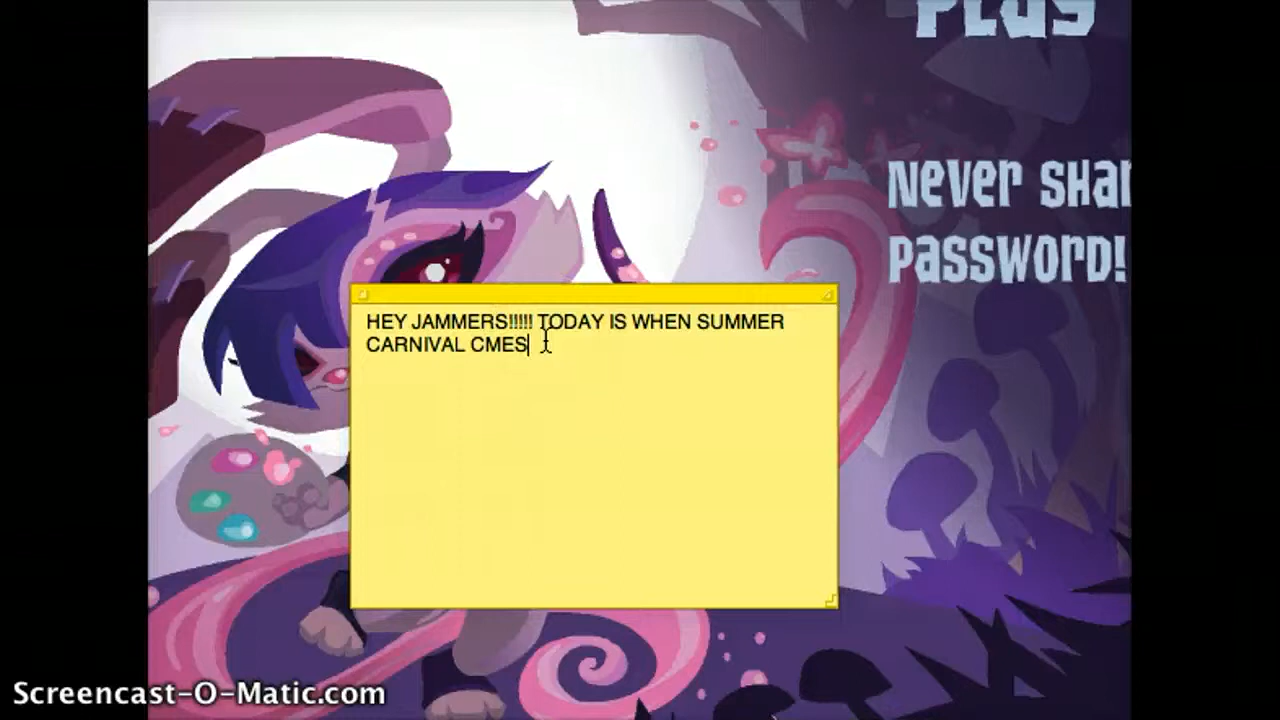 PLAY
NEVER SHAR
PASSWORD!
HEY JAMMERS!!!!! TODAY IS WHEN SUMMER
CARNIVAL CMES
Screencast-O-Matic.com